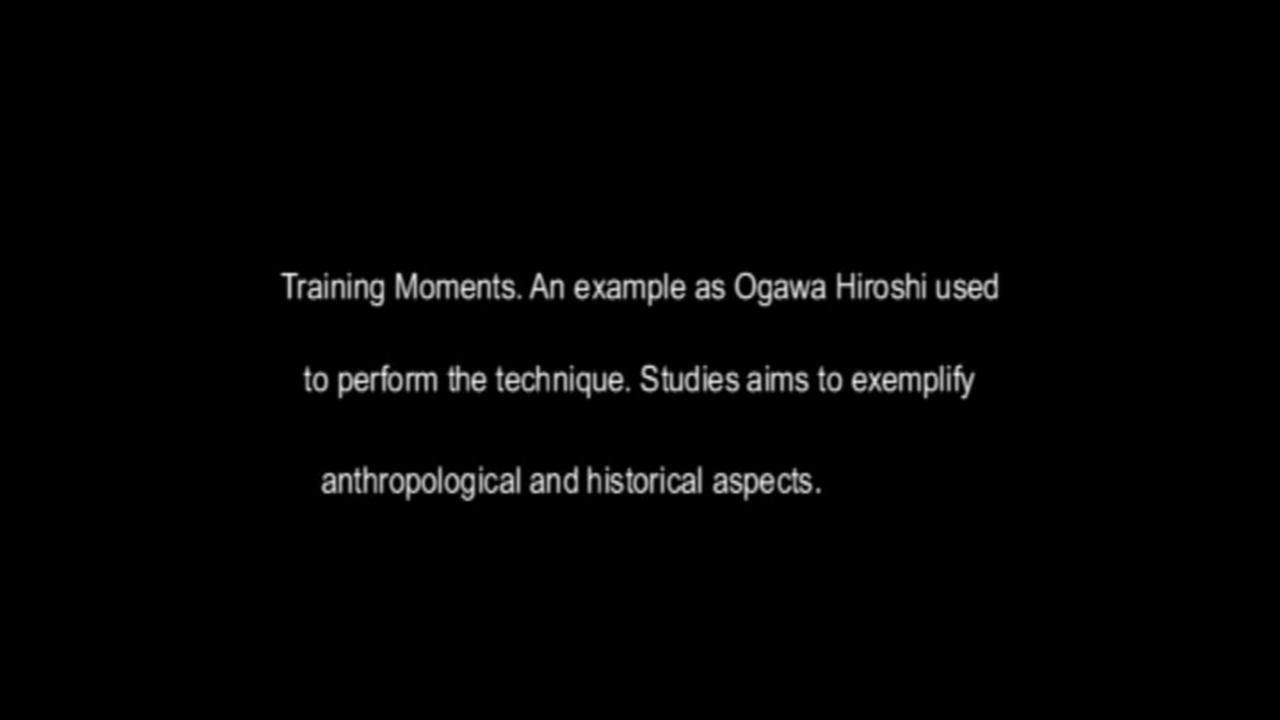 Training Moments. An example as Ogawa Hiroshi used
to perform the technique. Studies aims to exemplify
anthropological and historical aspects.